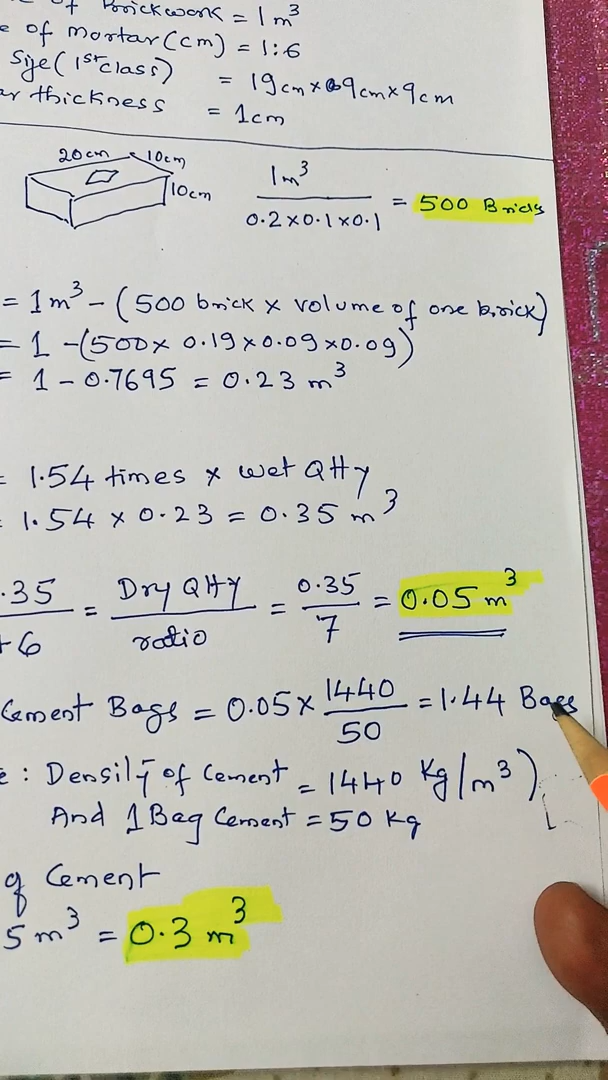 of Brickwork = 1m³
e of Mortar (cm) = 1:6
Size (1st class) = 19cm×9cm×9cm
ar thickness = 1cm
20cm 10cm
10cm
1m³ / 0.2×0.1×0.1 = 500 Bricks
= 1m³ - (500 brick × volume of one brick)
= 1 - (500× 0.19×0.09×0.09)
= 1 - 0.7695 = 0.23 m³
= 1.54 times × wet Qtty
= 1.54 × 0.23 = 0.35 m³
.35 / +6 = Dry Qtty / ratio = 0.35 / 7 = 0.05 m³
Cement Bags = 0.05 × 1440 / 50 = 1.44 Bags
e : Density of Cement = 1440 Kg/m³)
And 1 Bag Cement = 50 Kg
of Cement
5 m³ = 0.3 m³